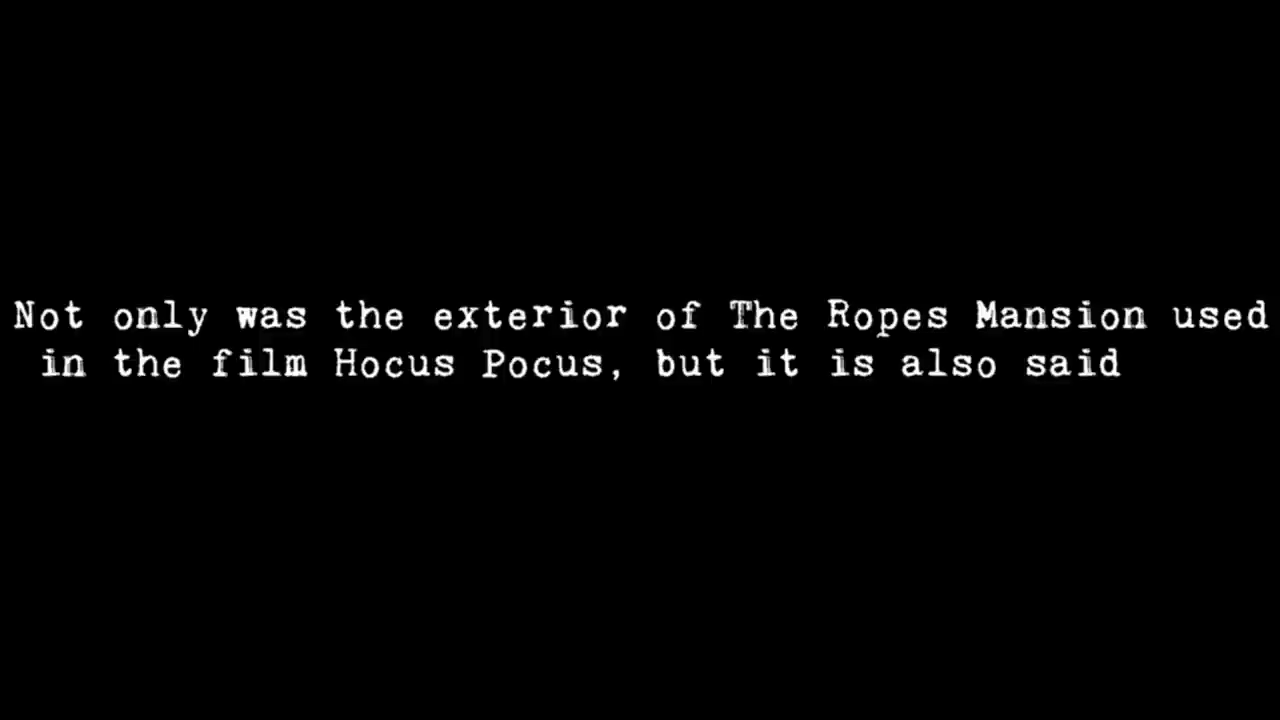 Not only was the exterior of The Ropes Mansion used
in the film Hocus Pocus, but it is also said